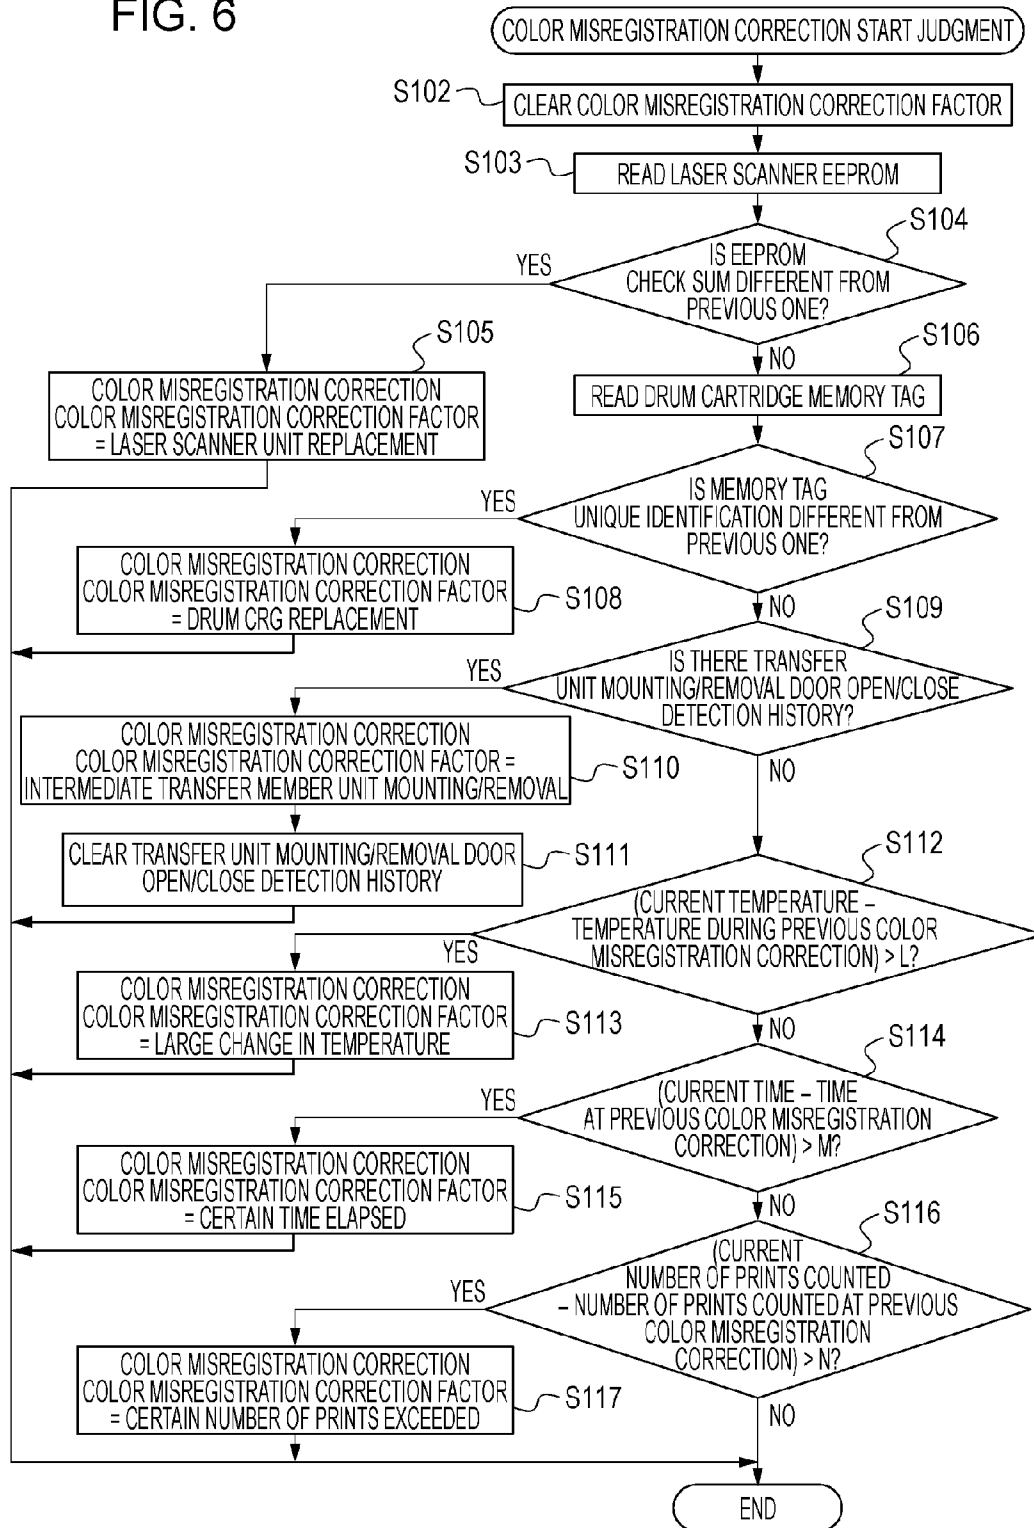 FIG. 6
COLOR MISREGISTRATION CORRECTION START JUDGMENT
S102
CLEAR COLOR MISREGISTRATION CORRECTION FACTOR
S103
READ LASER SCANNER EEPROM
S104
IS EEPROM
CHECK SUM DIFFERENT FROM
PREVIOUS ONE?
YES
NO
S105
COLOR MISREGISTRATION CORRECTION
COLOR MISREGISTRATION CORRECTION FACTOR
= LASER SCANNER UNIT REPLACEMENT
S106
READ DRUM CARTRIDGE MEMORY TAG
S107
IS MEMORY TAG
UNIQUE IDENTIFICATION DIFFERENT FROM
PREVIOUS ONE?
YES
NO
COLOR MISREGISTRATION CORRECTION
COLOR MISREGISTRATION CORRECTION FACTOR
= DRUM CRG REPLACEMENT
S108
S109
IS THERE TRANSFER
UNIT MOUNTING/REMOVAL DOOR OPEN/CLOSE
DETECTION HISTORY?
YES
NO
COLOR MISREGISTRATION CORRECTION
COLOR MISREGISTRATION CORRECTION FACTOR =
INTERMEDIATE TRANSFER MEMBER UNIT MOUNTING/REMOVAL
S110
CLEAR TRANSFER UNIT MOUNTING/REMOVAL DOOR
OPEN/CLOSE DETECTION HISTORY
S111
S112
(CURRENT TEMPERATURE –
TEMPERATURE DURING PREVIOUS COLOR
MISREGISTRATION CORRECTION) > L?
YES
NO
COLOR MISREGISTRATION CORRECTION
COLOR MISREGISTRATION CORRECTION FACTOR
= LARGE CHANGE IN TEMPERATURE
S113
S114
(CURRENT TIME – TIME
AT PREVIOUS COLOR MISREGISTRATION
CORRECTION) > M?
YES
NO
COLOR MISREGISTRATION CORRECTION
COLOR MISREGISTRATION CORRECTION FACTOR
= CERTAIN TIME ELAPSED
S115
S116
(CURRENT
NUMBER OF PRINTS COUNTED
– NUMBER OF PRINTS COUNTED AT PREVIOUS
COLOR MISREGISTRATION
CORRECTION) > N?
YES
NO
COLOR MISREGISTRATION CORRECTION
COLOR MISREGISTRATION CORRECTION FACTOR
= CERTAIN NUMBER OF PRINTS EXCEEDED
S117
END